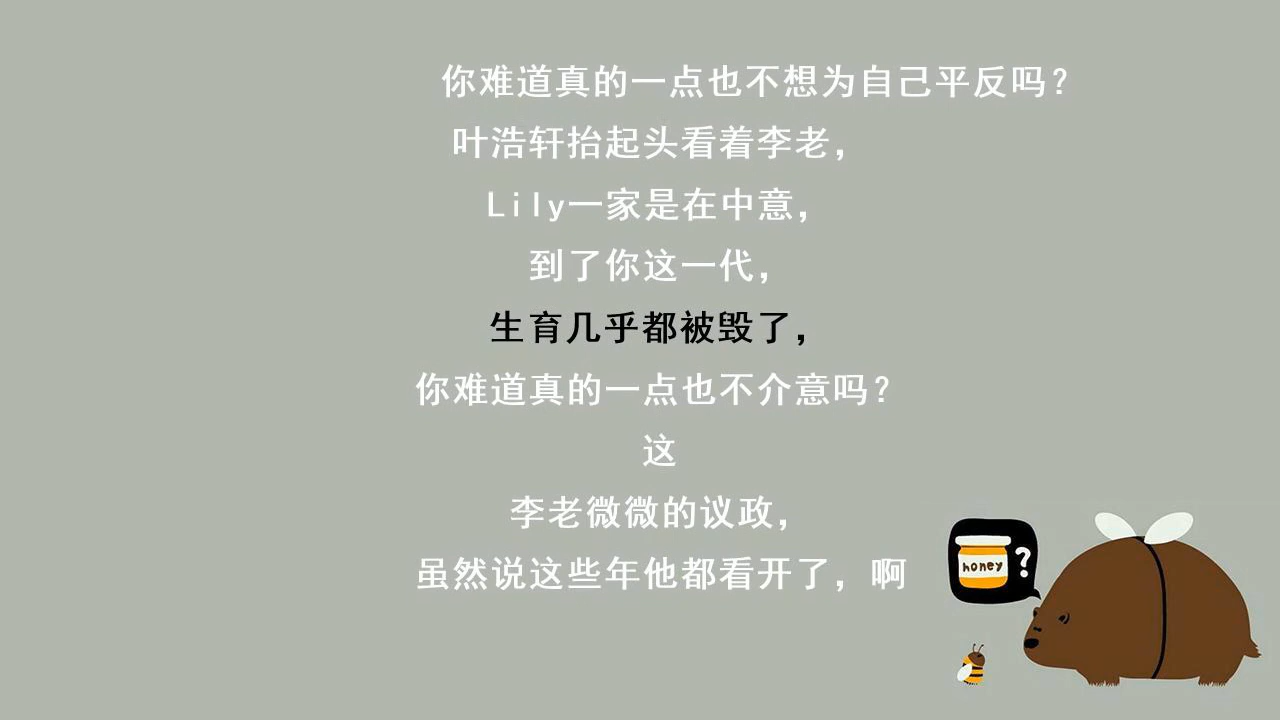 你难道真的一点也不想为自己平反吗？
叶浩轩抬起头看着李老，
Lily一家是在中意，
到了你这一代，
生育几乎都被毁了，
你难道真的一点也不介意吗？
这
李老微微的议政，
虽然说这些年他都看开了，啊
honey ?